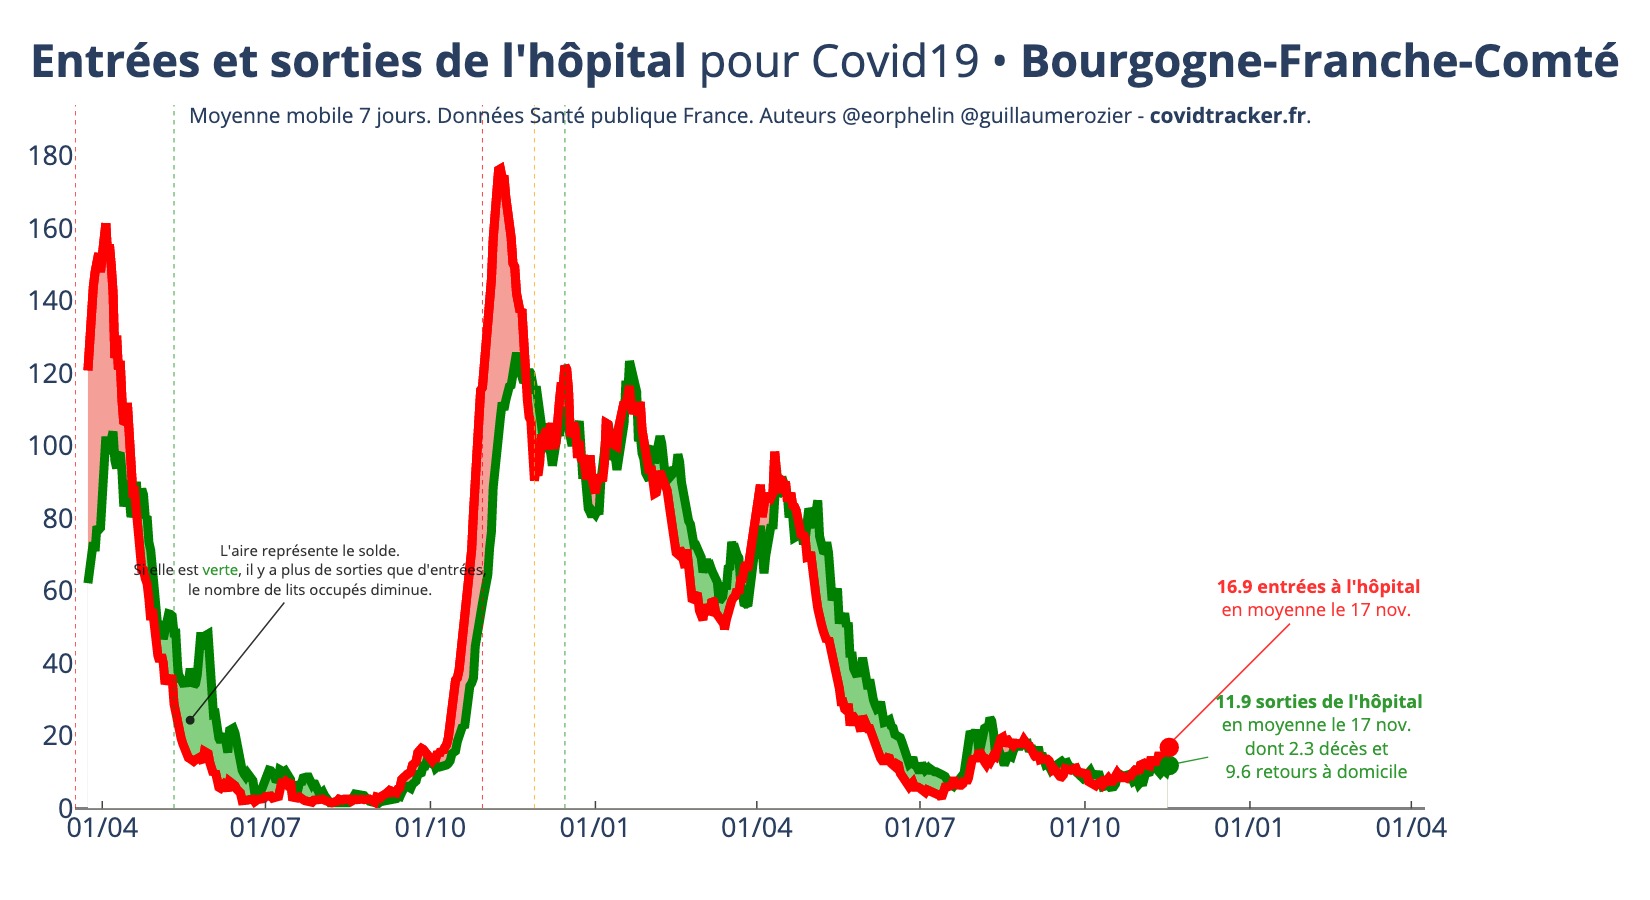 Entrées et sorties de l'hôpital pour Covid19 • Bourgogne-Franche-Comté
Moyenne mobile 7 jours. Données Santé publique France. Auteurs @eorphelin @guillaumerozier - covidtracker.fr.
180
160
140
120
100
80
60
40
20
0
L'aire représente le solde.
Si elle est verte, il y a plus de sorties que d'entrées,
le nombre de lits occupés diminue.
16.9 entrées à l'hôpital
en moyenne le 17 nov.
11.9 sorties de l'hôpital
en moyenne le 17 nov.
dont 2.3 décès et
9.6 retours à domicile
01/04
01/07
01/10
01/01
01/04
01/07
01/10
01/01
01/04